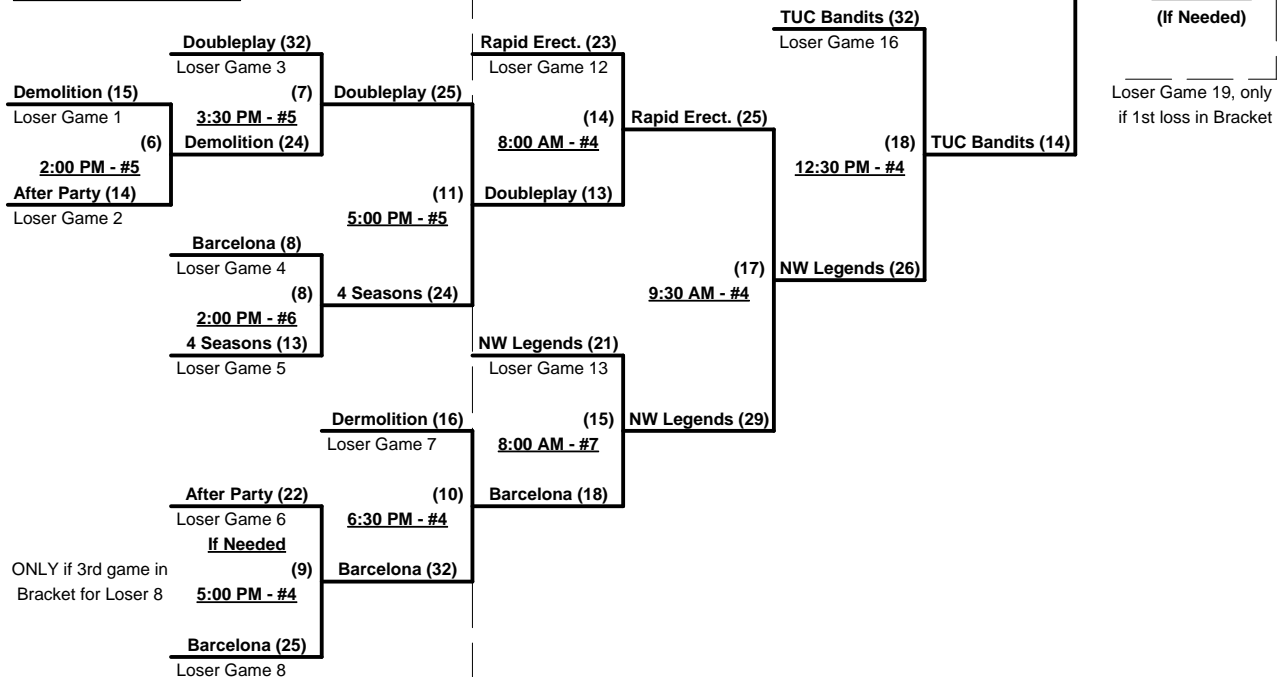 TUC Bandits (32)
(If Needed)
Doubleplay (32)
Rapid Erect. (23)
Loser Game 16
Loser Game 3
Loser Game 12
Demolition (15)
(7)
Doubleplay (25)
Loser Game 19, only
Loser Game 1
3:30 PM - #5
(14)
Rapid Erect. (25)
if 1st loss in Bracket
(6)
Demolition (24)
8:00 AM - #4
(18)
TUC Bandits (14)
2:00 PM - #5
12:30 PM - #4
After Party (14)
(11)
Doubleplay (13)
Loser Game 2
5:00 PM - #5
Barcelona (8)
Loser Game 4
(17)
NW Legends (26)
(8)
4 Seasons (24)
9:30 AM - #4
2:00 PM - #6
4 Seasons (13)
NW Legends (21)
Loser Game 5
Loser Game 13
Dermolition (16)
(15)
NW Legends (29)
Loser Game 7
8:00 AM - #7
After Party (22)
(10)
Barcelona (18)
Loser Game 6
6:30 PM - #4
If Needed
ONLY if 3rd game in
(9)
Barcelona (32)
Bracket for Loser 8
5:00 PM - #4
Barcelona (25)
Loser Game 8